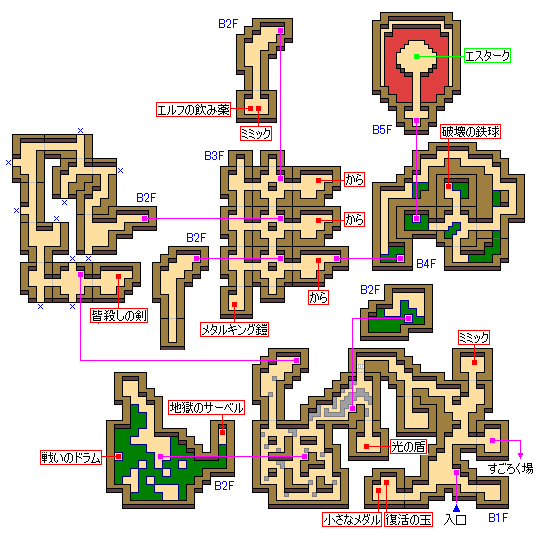 B2F
エスターク
エルフの飲み薬
ミミック
B5F
破壊の鉄球
B3F
から
B2F
から
B2F
B4F
から
B2F
皆殺しの剣
メタルキング鎧
ミミック
地獄のサーベル
光の盾
戦いのドラム
すごろく場
B2F
小さなメダル
復活の玉
入口
B1F